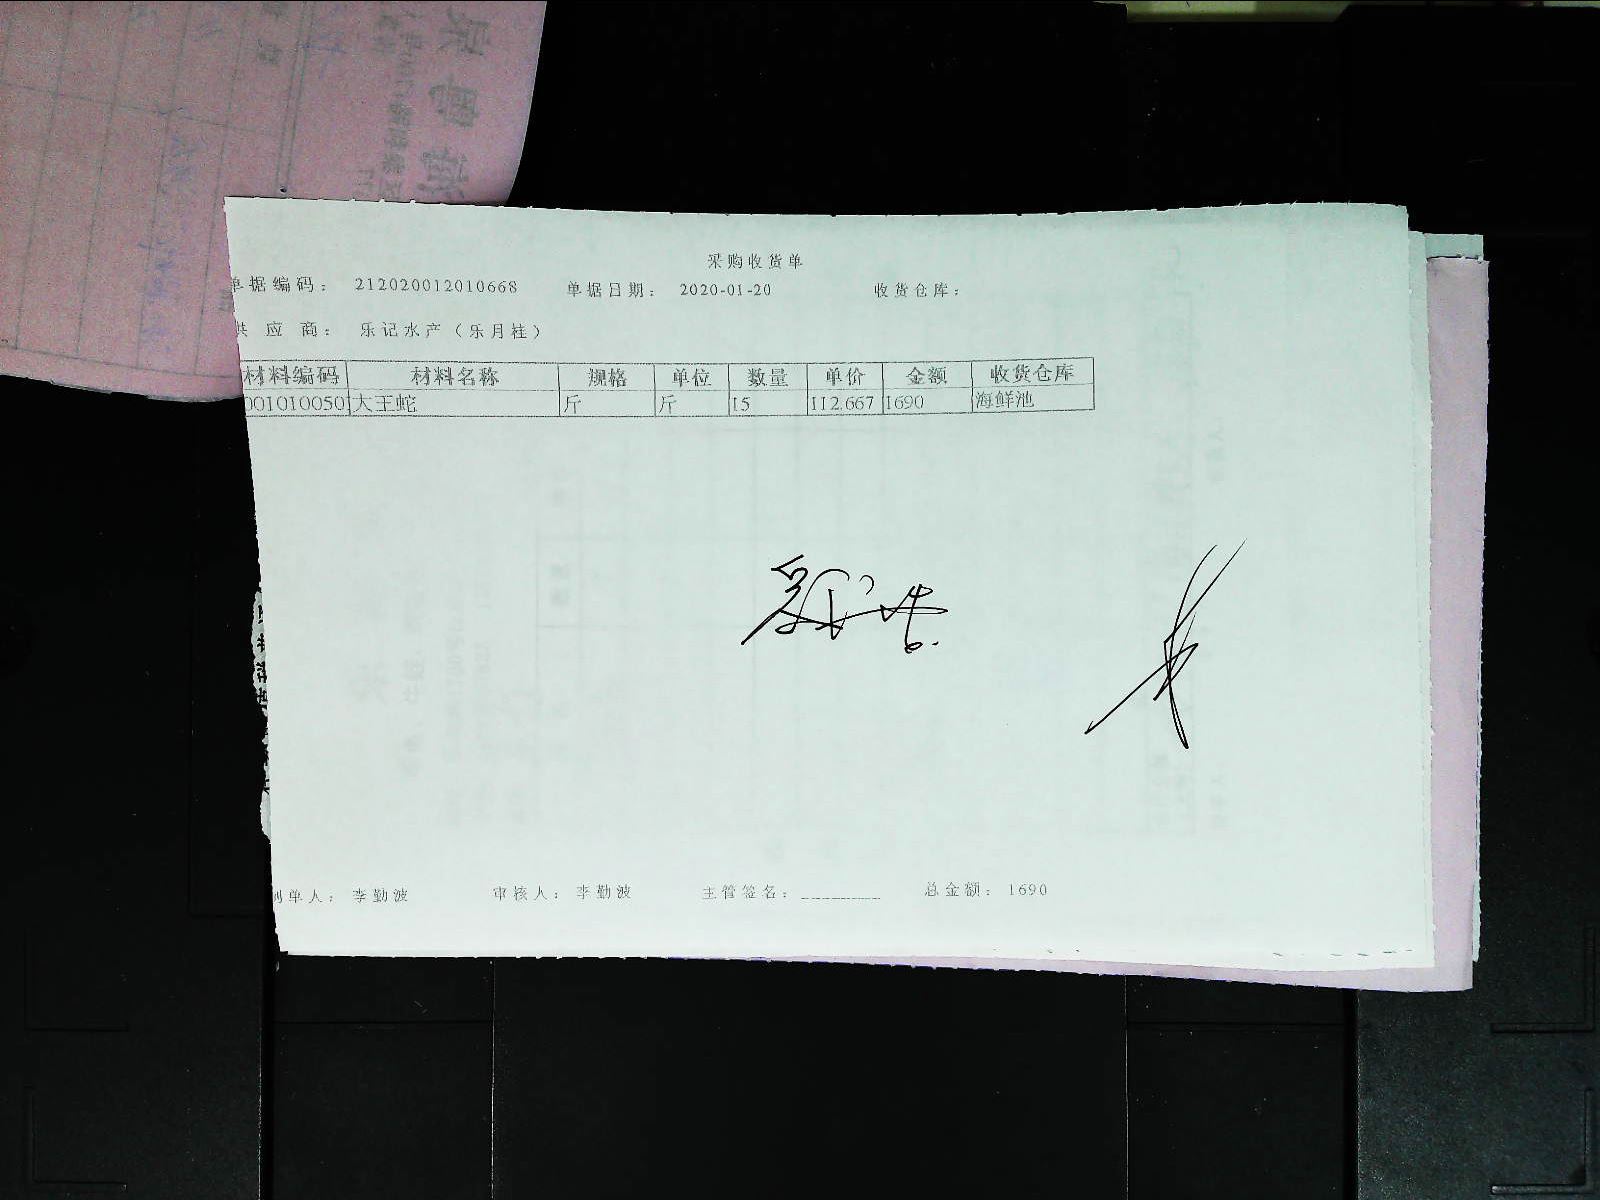 采购收货单
单据编码: 212020012010668 单据日期: 2020-01-20 收货仓库:
供 应 商: 乐记水产(乐月桂)
材料编码 材料名称 规格 单位 数量 单价 金额 收货仓库
001010050 大王蛇 斤 斤 15 112.667 1690 海鲜池
制单人: 李勤波 审核人: 李勤波 主管签名: ________ 总金额: 1690